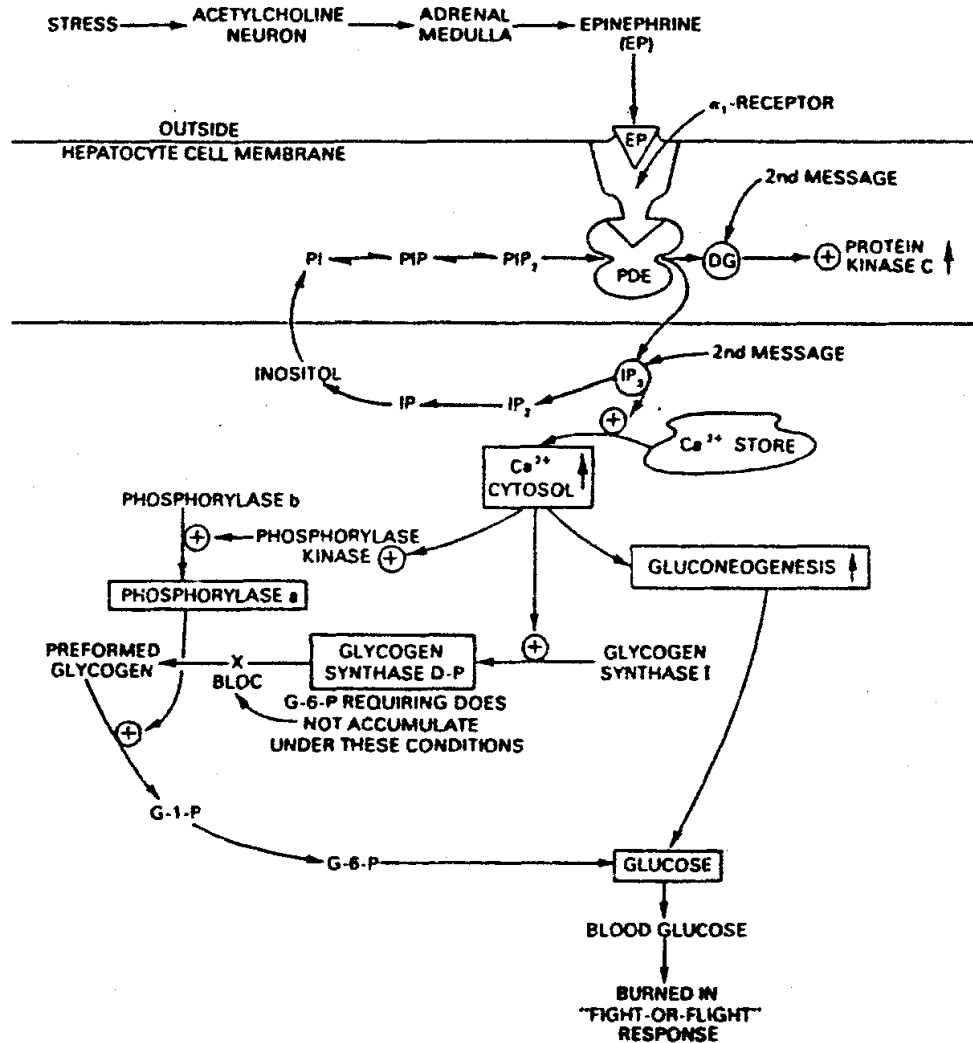 STRESS
ACETYLCHOLINE
NEURON
ADRENAL
MEDULLA
EPINEPHRINE
(EP)
α₁-RECEPTOR
OUTSIDE
HEPATOCYTE CELL MEMBRANE
EP
2nd MESSAGE
PI
PIP
PIP₂
PDE
DG
+
PROTEIN
KINASE C
INOSITOL
IP
IP₂
IP₃
2nd MESSAGE
+
Ca²⁺ STORE
Ca²⁺
CYTOSOL
PHOSPHORYLASE b
+
PHOSPHORYLASE
KINASE
+
GLUCONEOGENESIS
PHOSPHORYLASE a
PREFORMED
GLYCOGEN
X
BLOC
GLYCOGEN
SYNTHASE D-P
+
GLYCOGEN
SYNTHASE I
G-6-P REQUIRING DOES
NOT ACCUMULATE
UNDER THESE CONDITIONS
+
G-1-P
G-6-P
GLUCOSE
BLOOD GLUCOSE
BURNED IN
"FIGHT-OR-FLIGHT"
RESPONSE